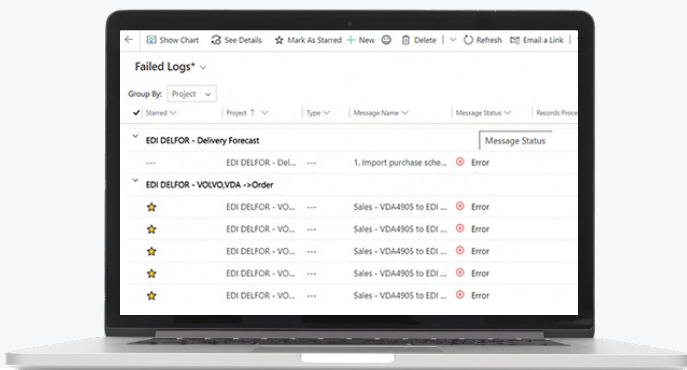 Show Chart See Details Mark As Starred New Delete Refresh Email a Link
Failed Logs*
Group By: Project
Starred Project Type Message Name Message Status Records Proce
EDI DELFOR - Delivery Forecast Message Status
--- EDI DELFOR - Del... --- 1. Import purchase sche... Error
EDI DELFOR - VOLVO,VDA ->Order
EDI DELFOR - VO... --- Sales - VDA4905 to EDI ... Error
EDI DELFOR - VO... --- Sales - VDA4905 to EDI ... Error
EDI DELFOR - VO... --- Sales - VDA4905 to EDI ... Error
EDI DELFOR - VO... --- Sales - VDA4905 to EDI ... Error
EDI DELFOR - VO... --- Sales - VDA4905 to EDI ... Error